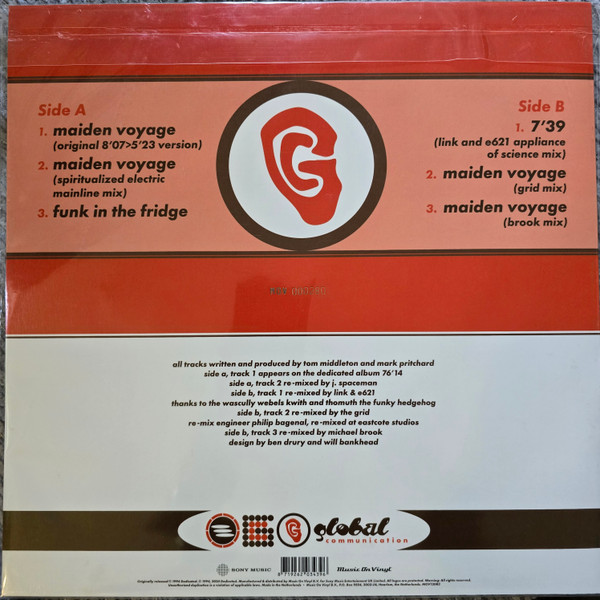 Side A
1. maiden voyage
(original 8'07>5'23 version)
2. maiden voyage
(spiritualized electric
mainline mix)
3. funk in the fridge
Side B
1. 7'39
(link and e621 appliance
of science mix)
2. maiden voyage
(grid mix)
3. maiden voyage
(brook mix)
all tracks written and produced by tom middleton and mark pritchard
side a, track 1 appears on the dedicated album 76'14
side a, track 2 re-mixed by j. spaceman
side b, track 1 re-mixed by link & e621
thanks to the wascully webels kwith and thomuth the funky hedgehog
side b, track 2 re-mixed by the grid
re-mix engineer philip bagenal, re-mixed at eastcote studios
side b, track 3 re-mixed by michael brook
design by ben drury and will bankhead
global
communication
SONY MUSIC
Music On Vinyl
8 719262 034396